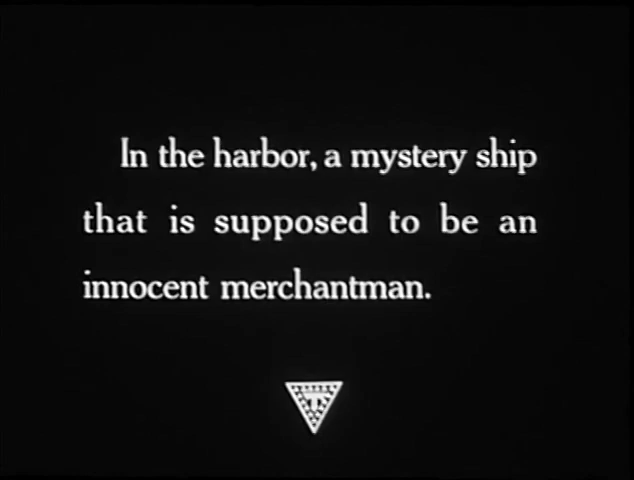 In the harbor, a mystery ship
that is supposed to be an
innocent merchantman.